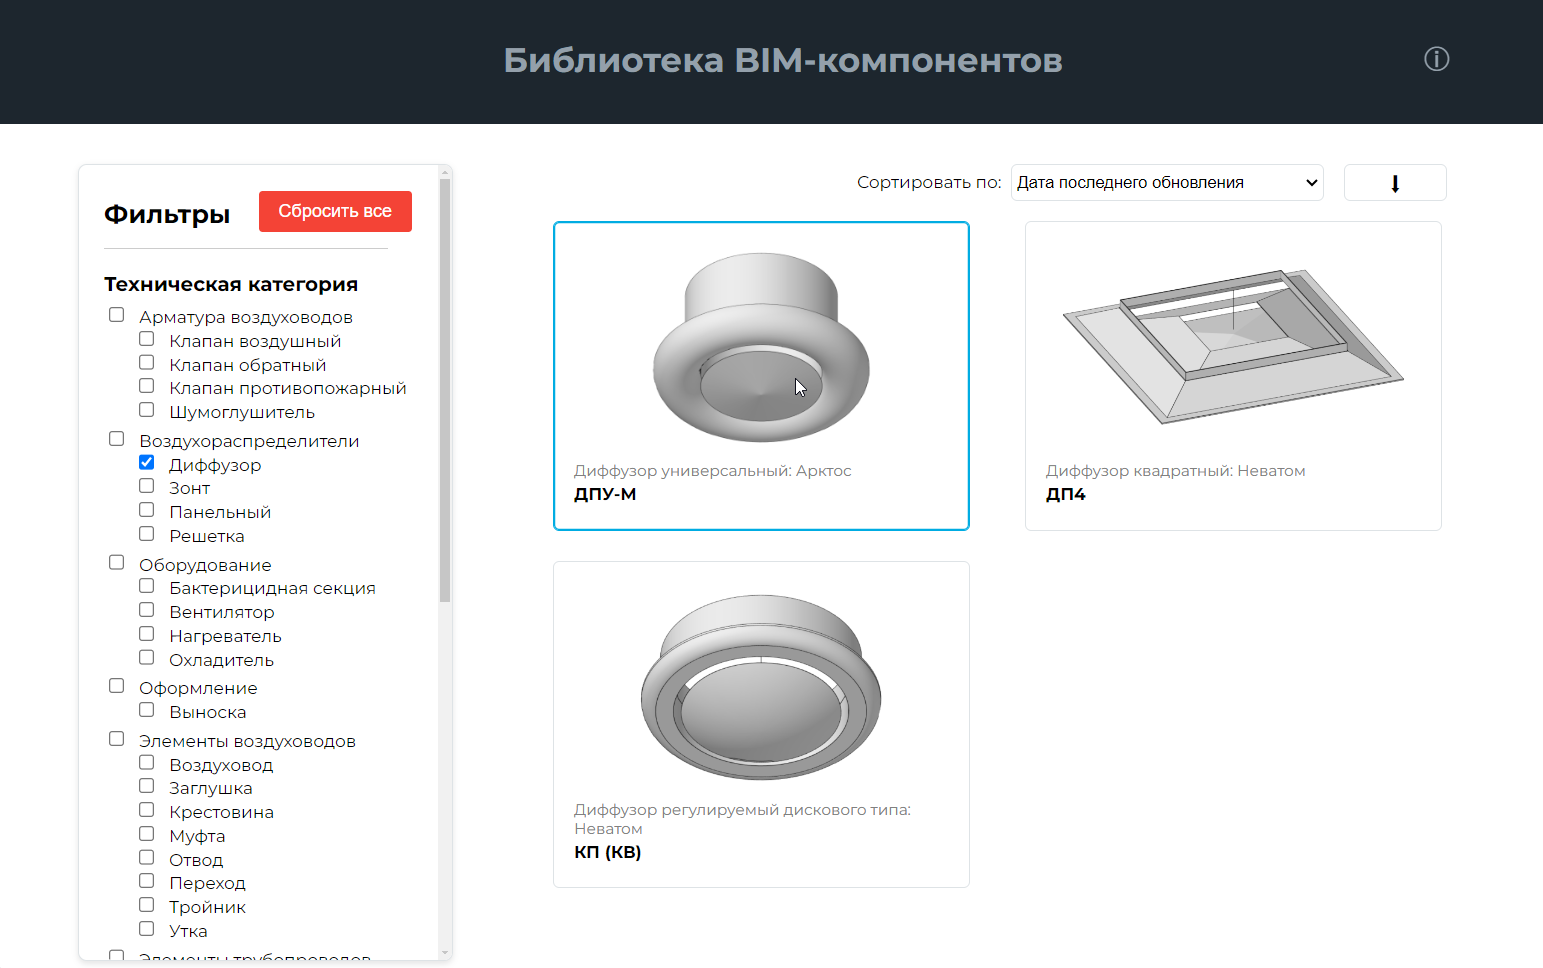 Библиотека BIM-компонентов
Фильтры
Сбросить все
Техническая категория
Арматура воздуховодов
Клапан воздушный
Клапан обратный
Клапан противопожарный
Шумоглушитель
Воздухораспределители
Диффузор
Зонт
Панельный
Решетка
Оборудование
Бактерицидная секция
Вентилятор
Нагреватель
Охладитель
Оформление
Выноска
Элементы воздуховодов
Воздуховод
Заглушка
Крестовина
Муфта
Отвод
Переход
Тройник
Утка
Элементы трубопроводов
Сортировать по:
Дата последнего обновления
Диффузор универсальный: Арктос
ДПУ-М
Диффузор квадратный: Неватом
ДП4
Диффузор регулируемый дискового типа:
Неватом
КП (КВ)